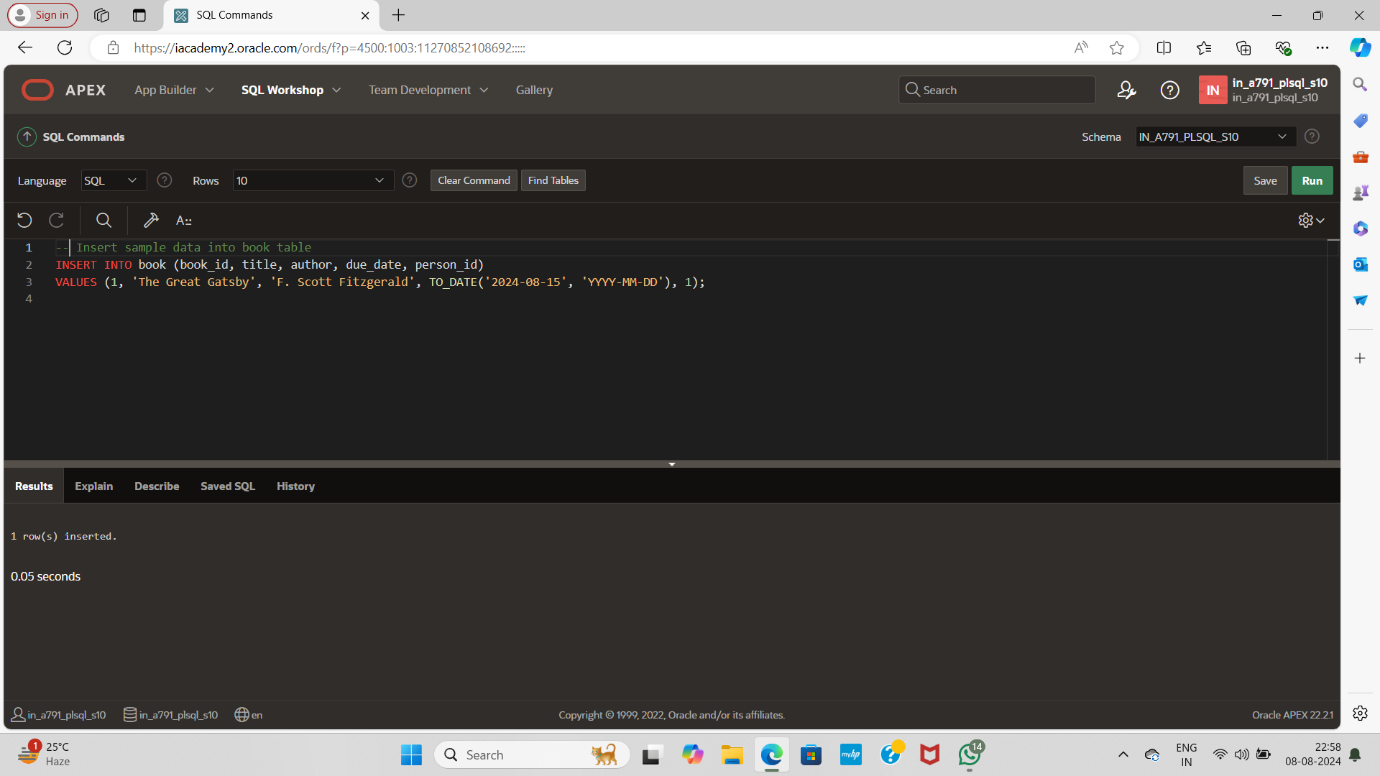 Sign in
SQL Commands
https://iacademy2.oracle.com/ords/f?p=4500:1003:11270852108692:::::
APEX App Builder SQL Workshop Team Development Gallery Search IN in_a791_plsql_s10
in_a791_plsql_s10
SQL Commands Schema IN_A791_PLSQL_S10
Language SQL Rows 10 Clear Command Find Tables Save Run
A::
1 -- Insert sample data into book table
2 INSERT INTO book (book_id, title, author, due_date, person_id)
3 VALUES (1, 'The Great Gatsby', 'F. Scott Fitzgerald', TO_DATE('2024-08-15', 'YYYY-MM-DD'), 1);
4
Results Explain Describe Saved SQL History
1 row(s) inserted.
0.05 seconds
in_a791_plsql_s10 in_a791_plsql_s10 en Copyright © 1999, 2022, Oracle and/or its affiliates. Oracle APEX 22.2.1
1 25°C
Haze
Search
myhp
14
ENG
IN
22:58
08-08-2024